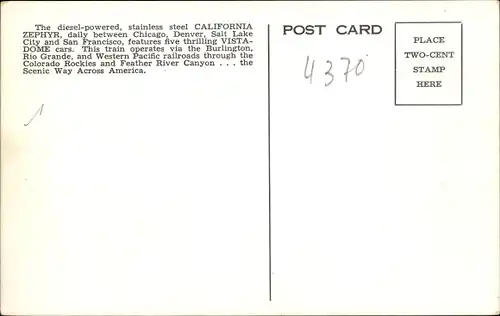 The diesel-powered, stainless steel CALIFORNIA
ZEPHYR, daily between Chicago, Denver, Salt Lake
City and San Francisco, features five thrilling VISTA-
DOME cars. This train operates via the Burlington,
Rio Grande, and Western Pacific railroads through the
Colorado Rockies and Feather River Canyon . . . the
Scenic Way Across America.
POST CARD
4370
PLACE
TWO-CENT
STAMP
HERE